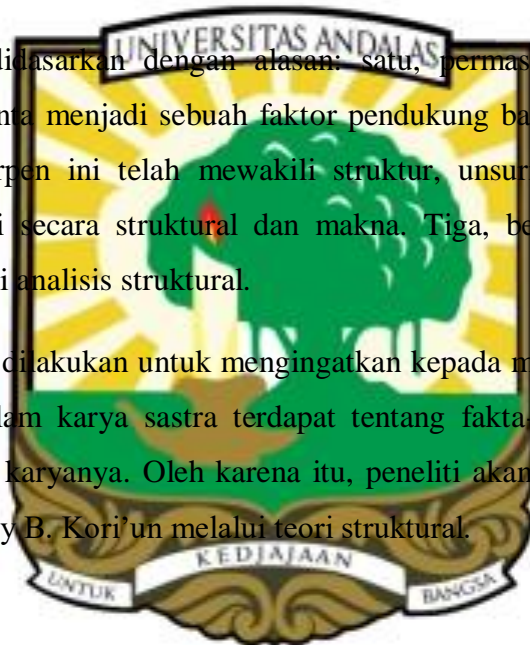 UNIVERSITAS ANDALAS
didasarkan dengan alasan: satu, permas
nta menjadi sebuah faktor pendukung ba
rpen ini telah mewakili struktur, unsur
i secara struktural dan makna. Tiga, be
i analisis struktural.
dilakukan untuk mengingatkan kepada m
lam karya sastra terdapat tentang fakta-
karyanya. Oleh karena itu, peneliti akan
y B. Kori’un melalui teori struktural.
KEDJAJAAN
UNTUK BANGSA